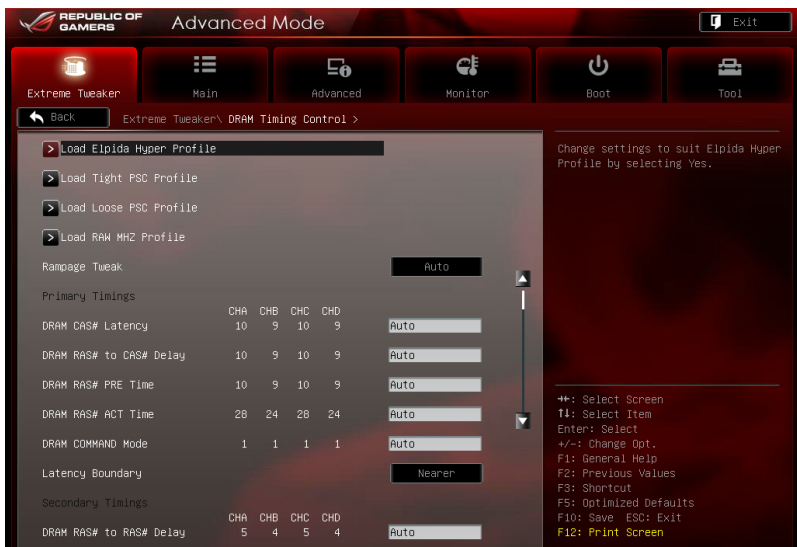 REPUBLIC OF
GAMERS
Advanced Mode
Exit
Extreme Tweaker
Main
Advanced
Monitor
Boot
Tool
Back
Extreme Tweaker\ DRAM Timing Control >
> Load Elpida Hyper Profile
> Load Tight PSC Profile
> Load Loose PSC Profile
> Load RAW MHZ Profile
Rampage Tweak Auto
Primary Timings
CHA CHB CHC CHD
DRAM CAS# Latency 10 9 10 9 Auto
DRAM RAS# to CAS# Delay 10 9 10 9 Auto
DRAM RAS# PRE Time 10 9 10 9 Auto
DRAM RAS# ACT Time 28 24 28 24 Auto
DRAM COMMAND Mode 1 1 1 1 Auto
Latency Boundary Nearer
Secondary Timings
CHA CHB CHC CHD
DRAM RAS# to RAS# Delay 5 4 5 4 Auto
Change settings to suit Elpida Hyper
Profile by selecting Yes.
→←: Select Screen
↑↓: Select Item
Enter: Select
+/-: Change Opt.
F1: General Help
F2: Previous Values
F3: Shortcut
F5: Optimized Defaults
F10: Save ESC: Exit
F12: Print Screen